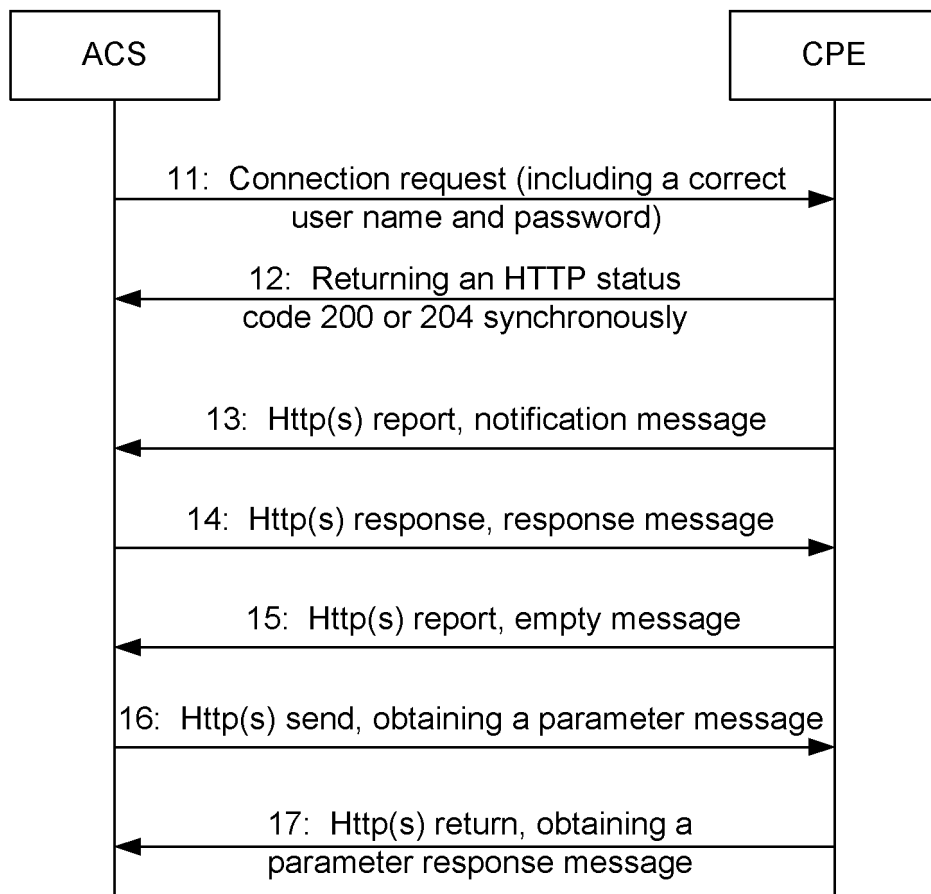 ACS
CPE
11: Connection request (including a correct
user name and password)
12: Returning an HTTP status
code 200 or 204 synchronously
13: Http(s) report, notification message
14: Http(s) response, response message
15: Http(s) report, empty message
16: Http(s) send, obtaining a parameter message
17: Http(s) return, obtaining a
parameter response message